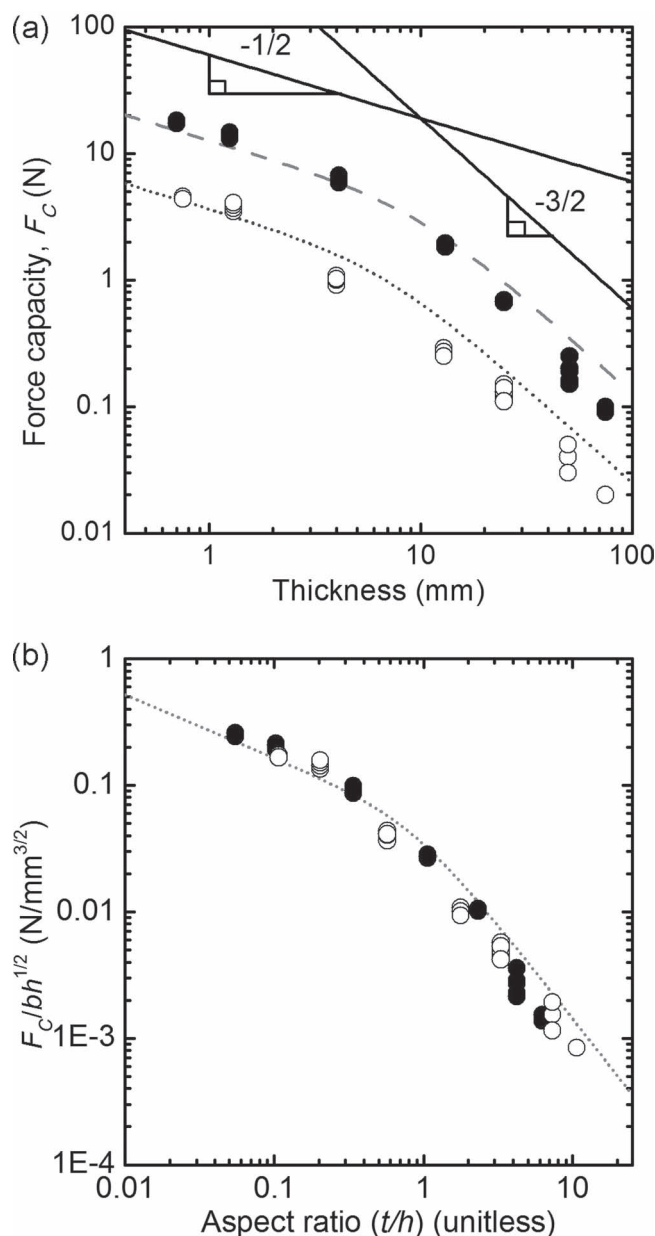 (a)
100
10
1
0.1
0.01
Force capacity, F_C (N)
-1/2
-3/2
1
10
100
Thickness (mm)
(b)
1
0.1
0.01
1E-3
1E-4
F_C/bh^{1/2} (N/mm^{3/2})
0.01
0.1
1
10
Aspect ratio (t/h) (unitless)